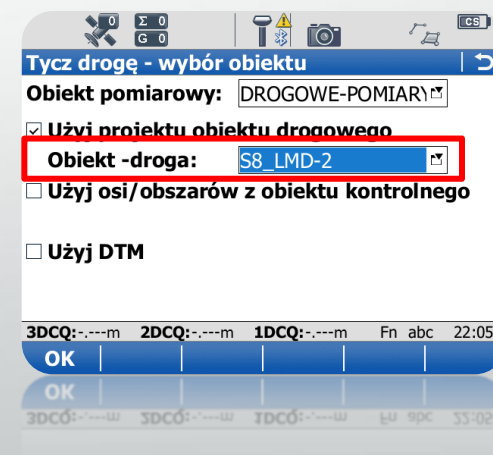 0 Σ 0 CS
G 0
Tycz drogę - wybór obiektu
Obiekt pomiarowy: DROGOWE-POMIARY
Użyj projektu obiektu drogowego
Obiekt -droga: S8_LMD-2
Użyj osi/obszarów z obiektu kontrolnego
Użyj DTM
3DCQ:-.---m 2DCQ:-.---m 1DCQ:-.---m Fn abc 22:05
OK